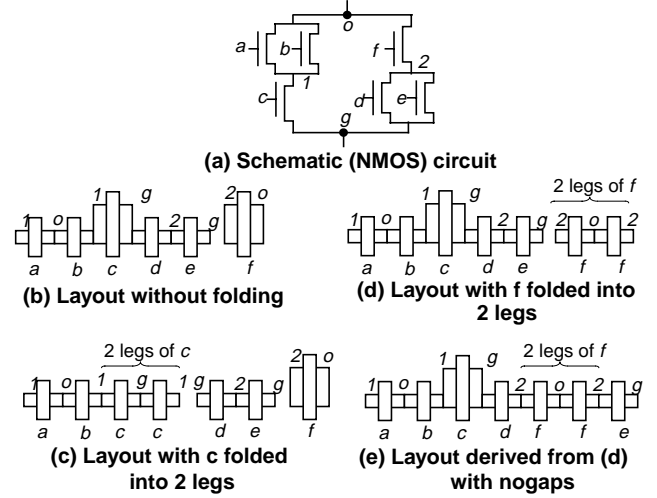 o
a b f
1 2
c d e
g
(a) Schematic (NMOS) circuit
2 legs of f
1 o 1 g 2 g 2 o
a b c d e f
(b) Layout without folding
1 o 1 g 2 g 2 o 2
a b c d e f f
(d) Layout with f folded into
2 legs
2 legs of c
1 o 1 g 1 g 2 g 2 o
a b c c d e f
(c) Layout with c folded
into 2 legs
2 legs of f
1 o 1 g 2 o 2 g
a b c d f f e
(e) Layout derived from (d)
with nogaps